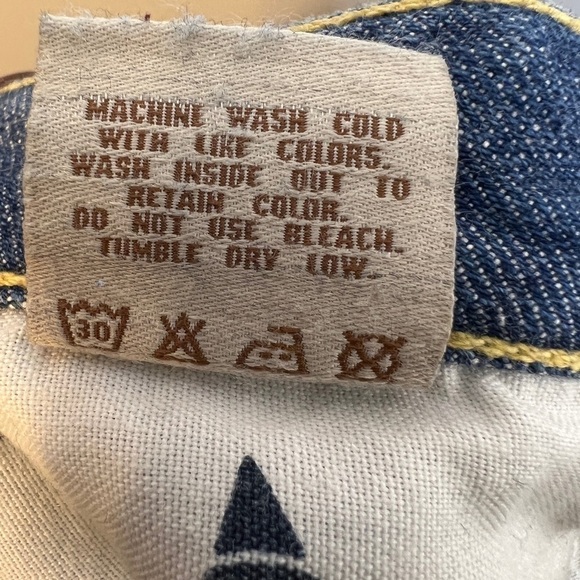 MACHINE WASH COLD
WITH LIKE COLORS.
WASH INSIDE OUT TO
RETAIN COLOR.
DO NOT USE BLEACH.
TUMBLE DRY LOW.
30